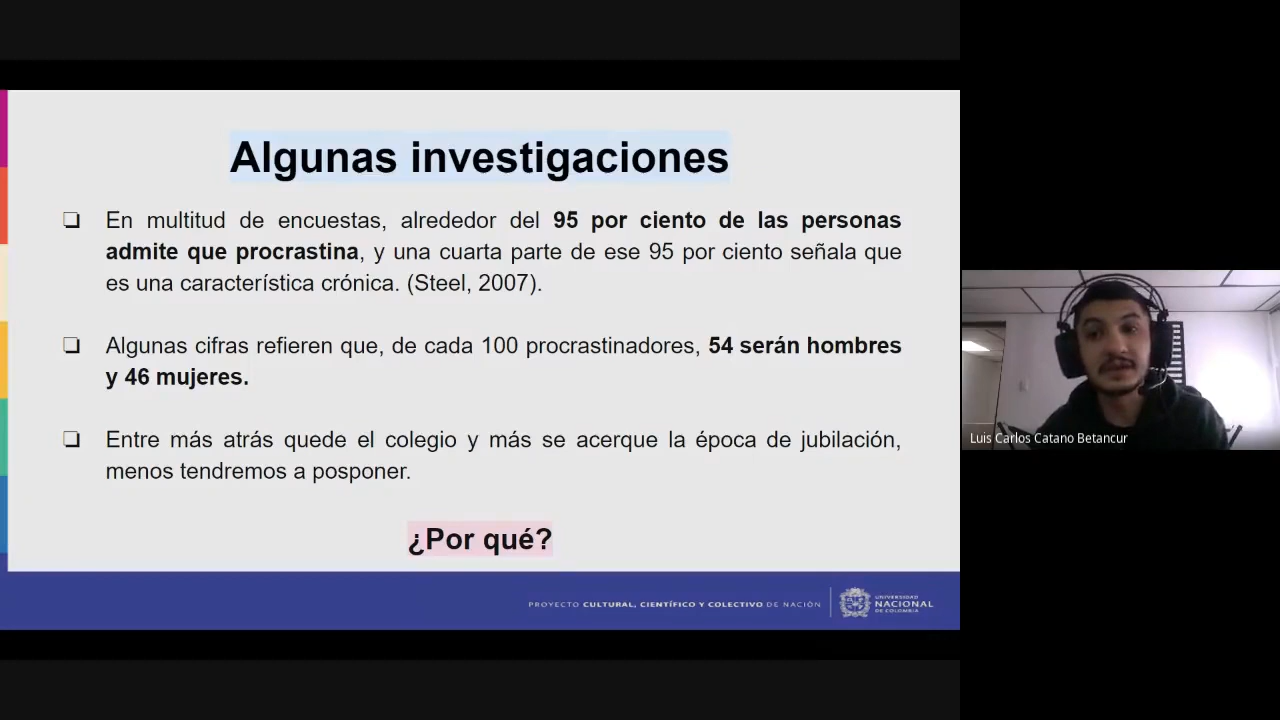 Algunas investigaciones
❏ En multitud de encuestas, alrededor del 95 por ciento de las personas
admite que procrastina, y una cuarta parte de ese 95 por ciento señala que
es una característica crónica. (Steel, 2007).
❏ Algunas cifras refieren que, de cada 100 procrastinadores, 54 serán hombres
y 46 mujeres.
❏ Entre más atrás quede el colegio y más se acerque la época de jubilación,
menos tendremos a posponer.
¿Por qué?
PROYECTO CULTURAL, CIENTÍFICO Y COLECTIVO DE NACIÓN
UNIVERSIDAD
NACIONAL
DE COLOMBIA
Luis Carlos Catano Betancur